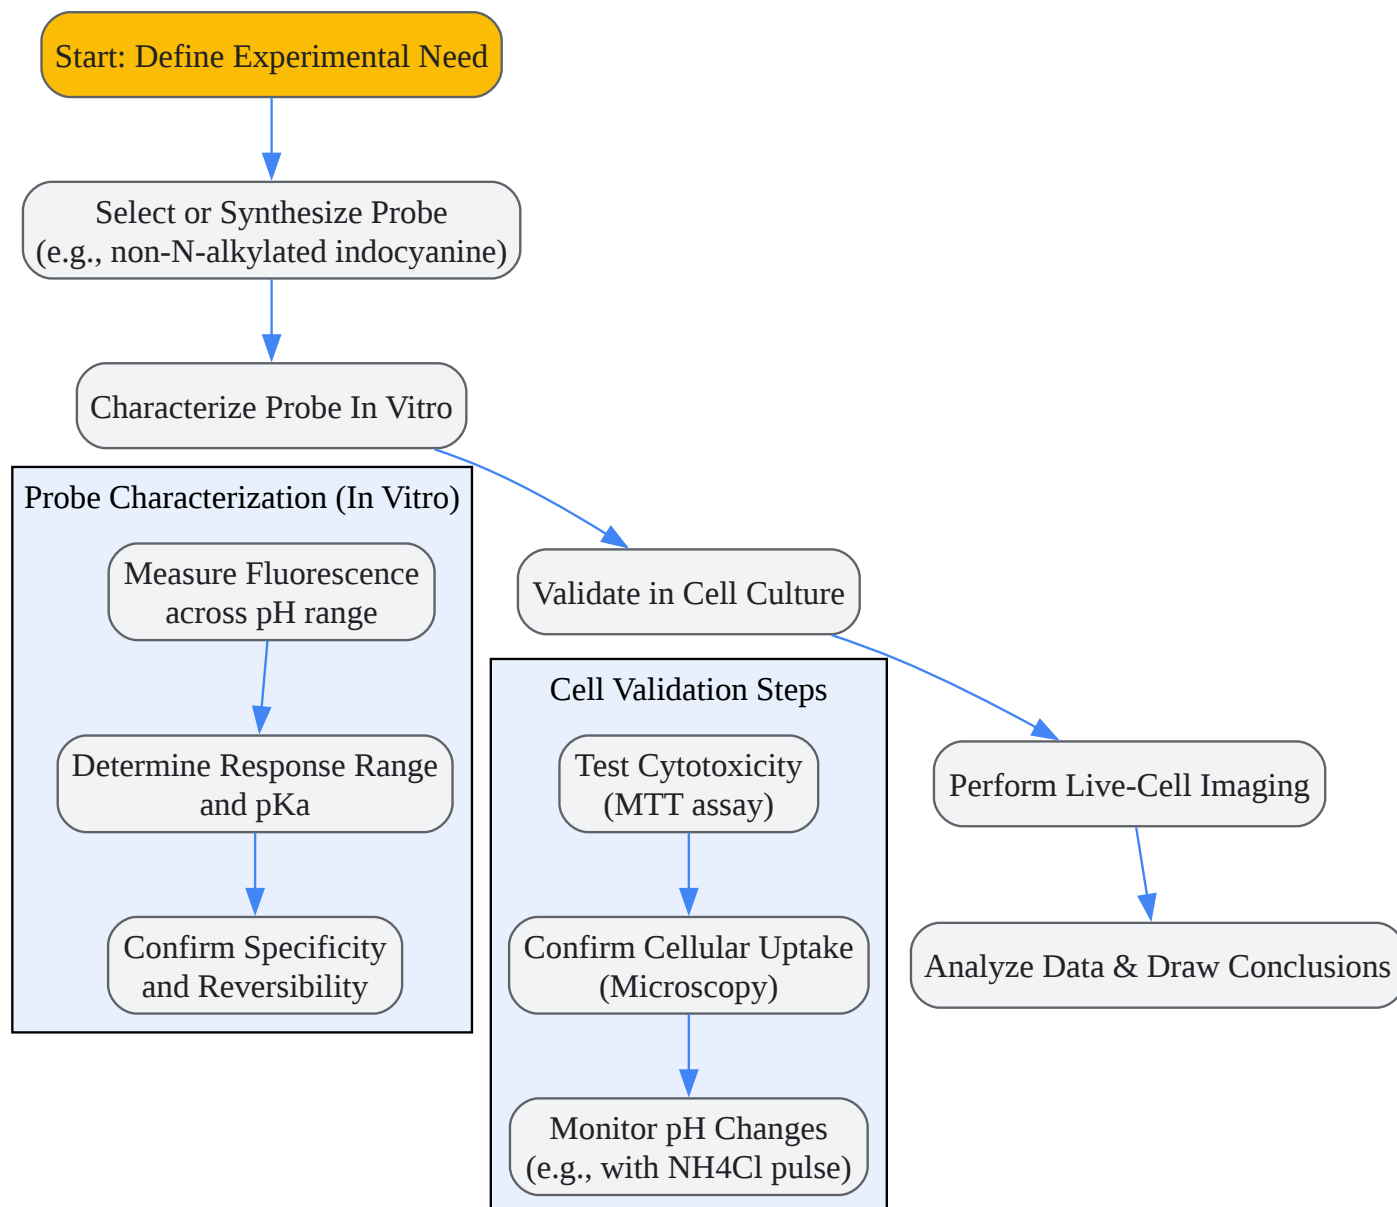 Start: Define Experimental Need
Select or Synthesize Probe
(e.g., non-N-alkylated indocyanine)
Characterize Probe In Vitro
Probe Characterization (In Vitro)
Measure Fluorescence
across pH range
Determine Response Range
and pKa
Confirm Specificity
and Reversibility
Validate in Cell Culture
Cell Validation Steps
Test Cytotoxicity
(MTT assay)
Confirm Cellular Uptake
(Microscopy)
Monitor pH Changes
(e.g., with NH4Cl pulse)
Perform Live-Cell Imaging
Analyze Data & Draw Conclusions